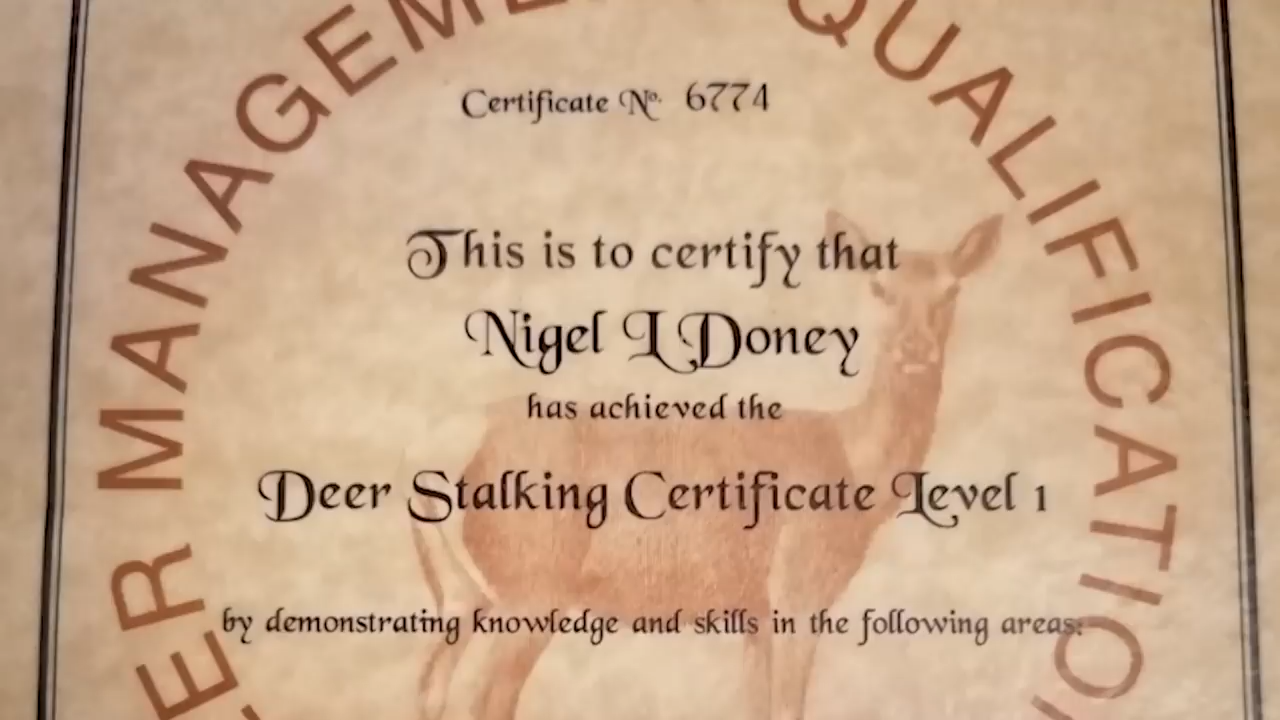 ER MANAGEMEN QUALIFICATIO
Certificate No. 6774
This is to certify that
Nigel L Doney
has achieved the
Deer Stalking Certificate Level 1
by demonstrating knowledge and skills in the following areas: